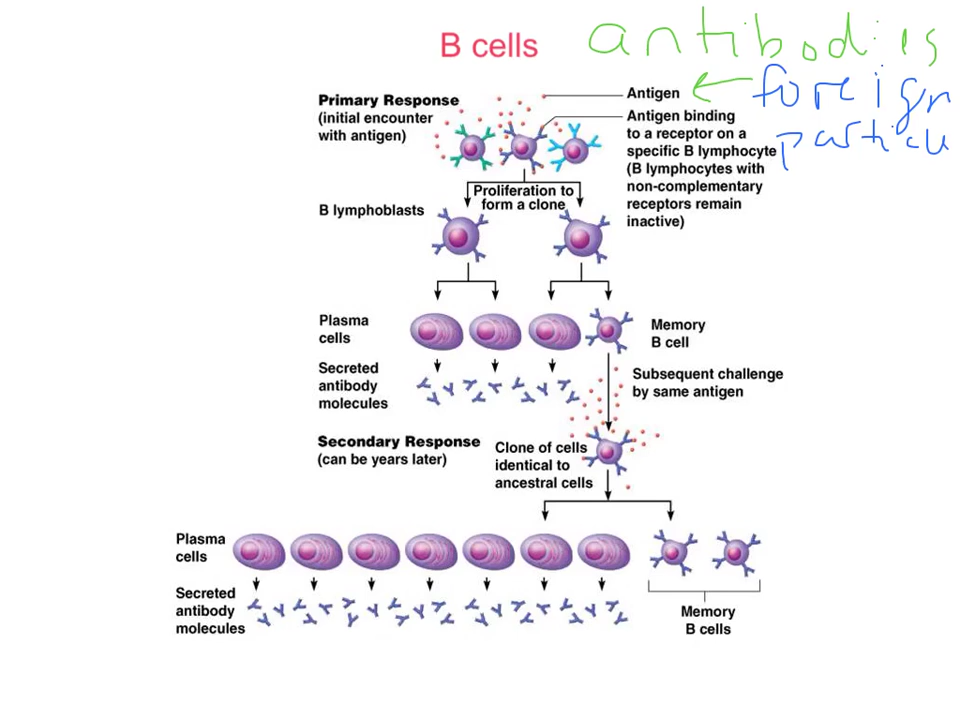 B cells
antibodies
Primary Response
(initial encounter
with antigen)
Antigen
foreign
Antigen binding
to a receptor on a
specific B lymphocyte
(B lymphocytes with
non-complementary
receptors remain
inactive)
particu
Proliferation to
form a clone
B lymphoblasts
Plasma
cells
Memory
B cell
Secreted
antibody
molecules
Subsequent challenge
by same antigen
Secondary Response
(can be years later)
Clone of cells
identical to
ancestral cells
Plasma
cells
Secreted
antibody
molecules
Memory
B cells